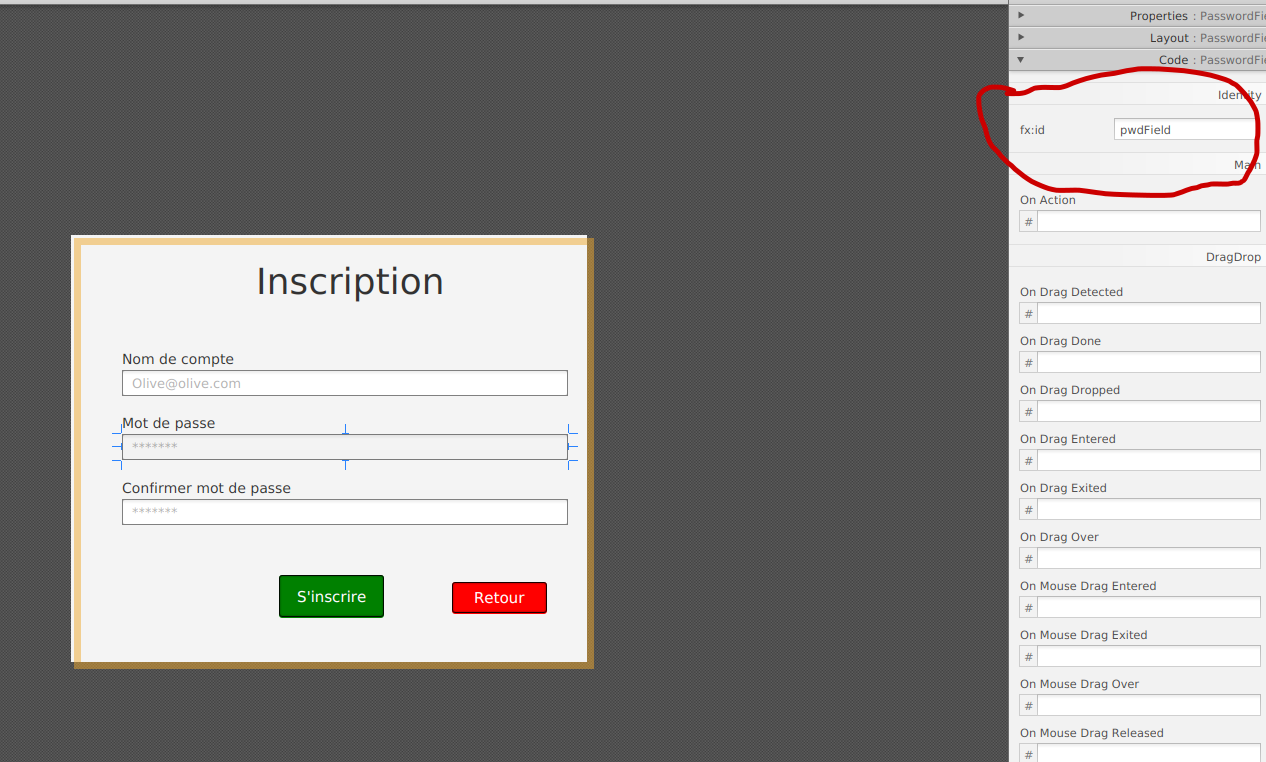 Properties : PasswordFi
Layout : PasswordFi
Code : PasswordFi
Identity
fx:id pwdField
Main
On Action
#
DragDrop
On Drag Detected
#
On Drag Done
#
On Drag Dropped
#
On Drag Entered
#
On Drag Exited
#
On Drag Over
#
On Mouse Drag Entered
#
On Mouse Drag Exited
#
On Mouse Drag Over
#
On Mouse Drag Released
#
Inscription
Nom de compte
Olive@olive.com
Mot de passe
*******
Confirmer mot de passe
*******
S'inscrire Retour